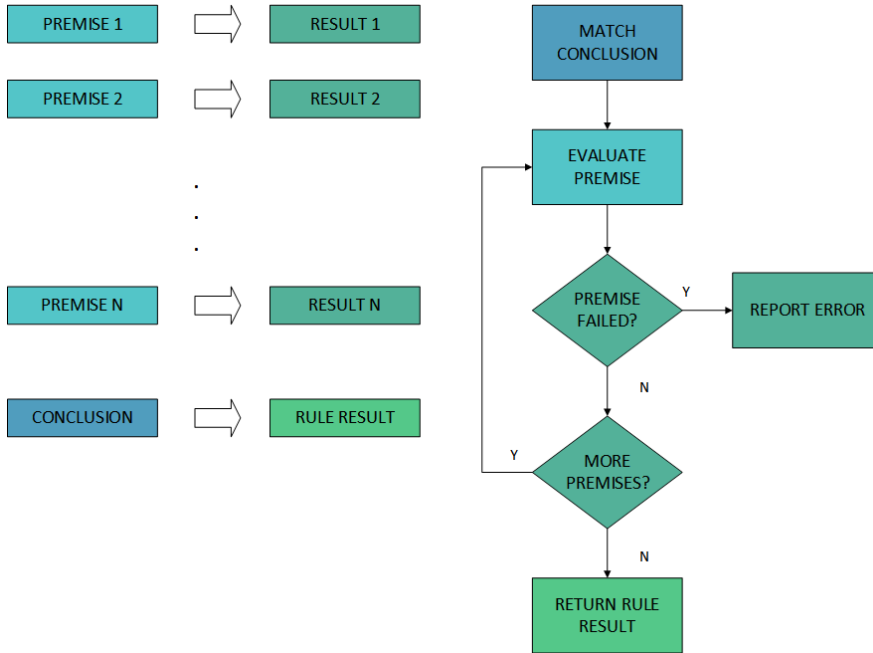 PREMISE 1
RESULT 1
PREMISE 2
RESULT 2
.
.
.
PREMISE N
RESULT N
CONCLUSION
RULE RESULT
MATCH
CONCLUSION
EVALUATE
PREMISE
PREMISE
FAILED?
Y
REPORT ERROR
N
MORE
PREMISES?
Y
N
RETURN RULE
RESULT